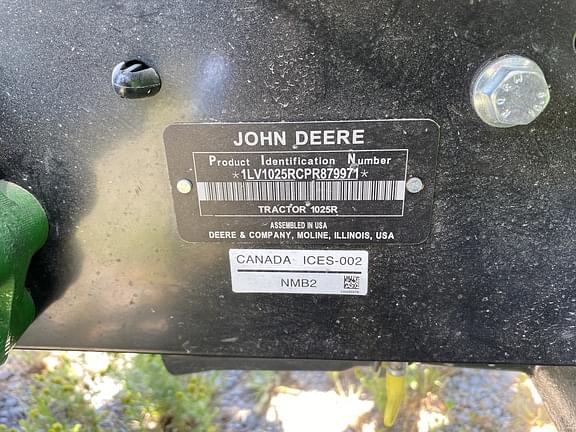 JOHN DEERE
Product Identification Number
*1LV1025RCPR879971*
TRACTOR 1025R
ASSEMBLED IN USA
DEERE & COMPANY, MOLINE, ILLINOIS, USA
CANADA ICES-002
NMB2